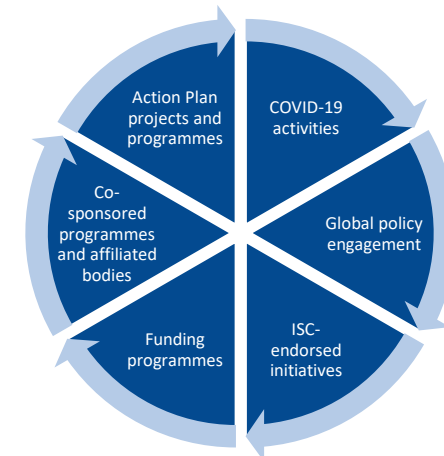 Action Plan
projects and
programmes
COVID-19
activities
Global policy
engagement
ISC-
endorsed
initiatives
Funding
programmes
Co-
sponsored
programmes
and affiliated
bodies